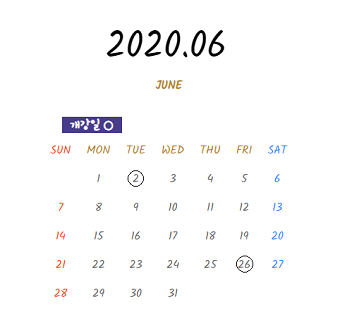 2020.06
JUNE
개강일 ○
SUN MON TUE WED THU FRI SAT
1 2 3 4 5 6
7 8 9 10 11 12 13
14 15 16 17 18 19 20
21 22 23 24 25 26 27
28 29 30 31